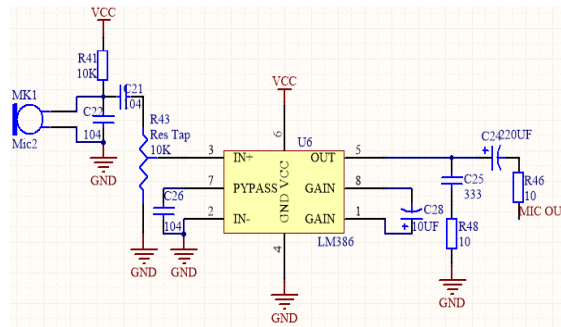 VCC
R41
10K
C21
104
MK1
C22
104
Mic2
GND
R43
Res Tap
10K
GND
C26
104
GND
VCC
6
U6
3
IN+
OUT
5
7
PYPASS
GAIN
8
2
IN-
GAIN
1
GND VCC
4
LM386
GND
C28
10UF
C24
220UF
C25
333
R46
10
MIC OU
R48
10
GND